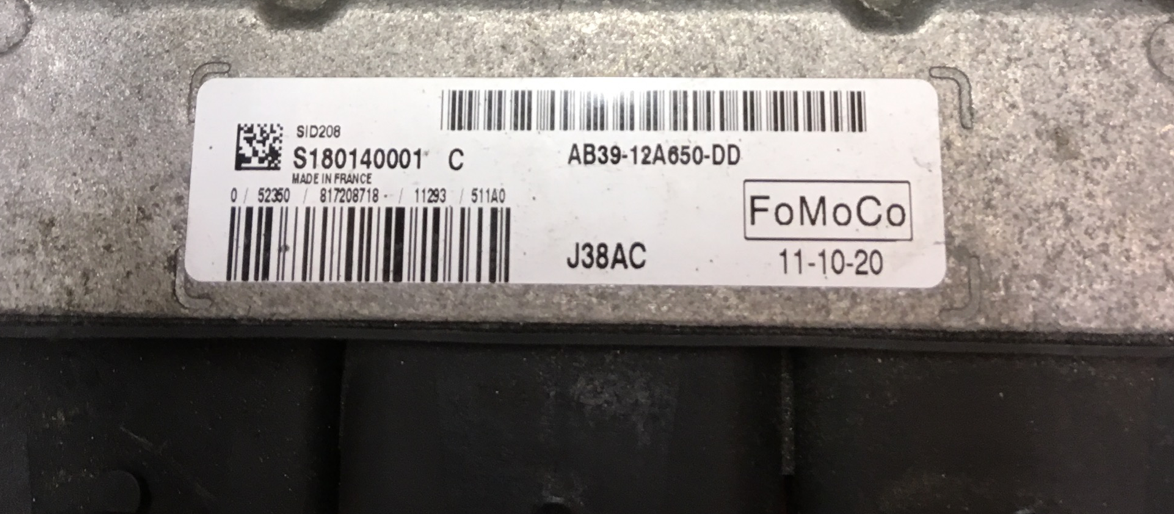 SID208
S180140001 C
MADE IN FRANCE
0 / 52350 / 817208718 - / 11293 / 511A0
AB39-12A650-DD
FoMoCo
J38AC
11-10-20